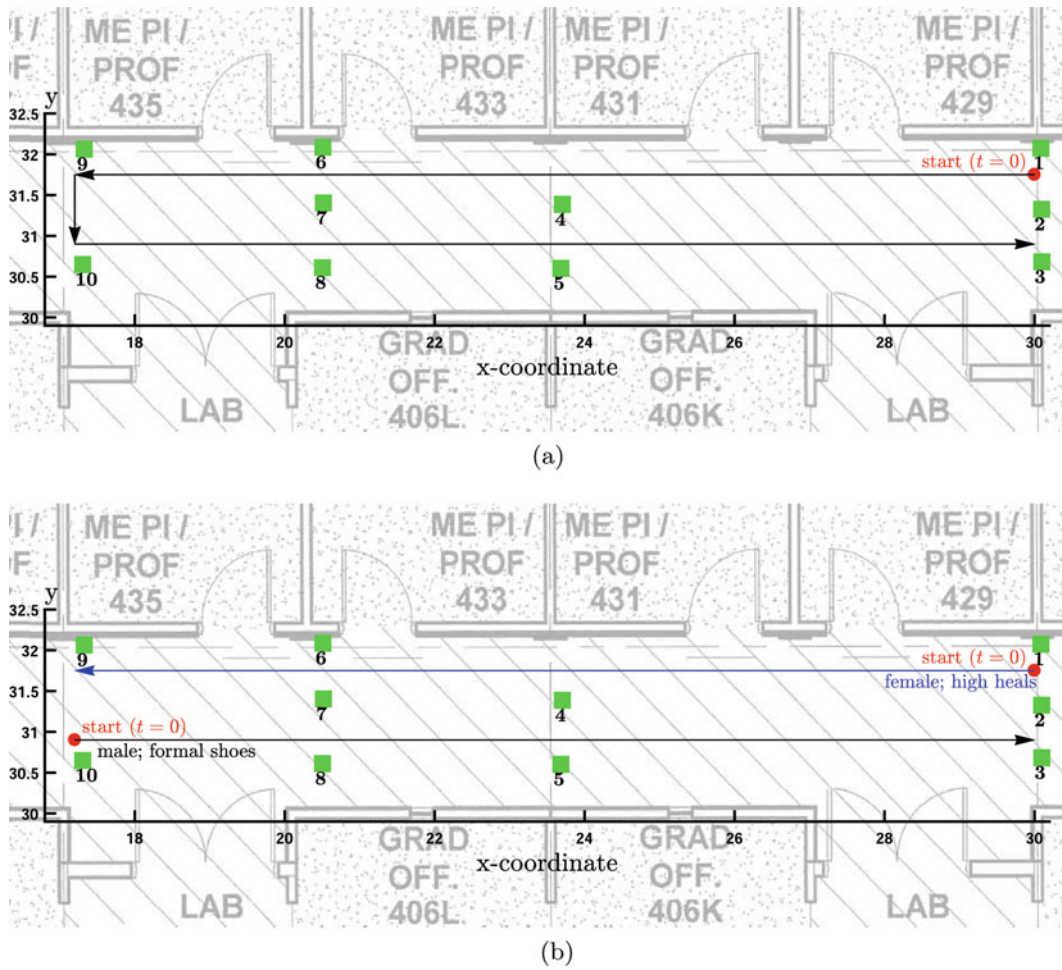 I / ME PI / ME PI / ME PI / ME PI /
F PROF PROF PROF PROF
435 433 431 429
y
32.5
32
31.5
31
30.5
30
9 6 1
start (t = 0)
7 4 2
10 8 5 3
18 20 22 24 26 28 30
x-coordinate
LAB GRAD OFF. 406L GRAD OFF. 406K LAB
(a)
I / ME PI / ME PI / ME PI / ME PI /
F PROF PROF PROF PROF
435 433 431 429
y
32.5
32
31.5
31
30.5
30
9 6 1
start (t = 0)
female; high heals
7 4 2
start (t = 0)
male; formal shoes
10 8 5 3
18 20 22 24 26 28 30
x-coordinate
LAB GRAD OFF. 406L GRAD OFF. 406K LAB
(b)